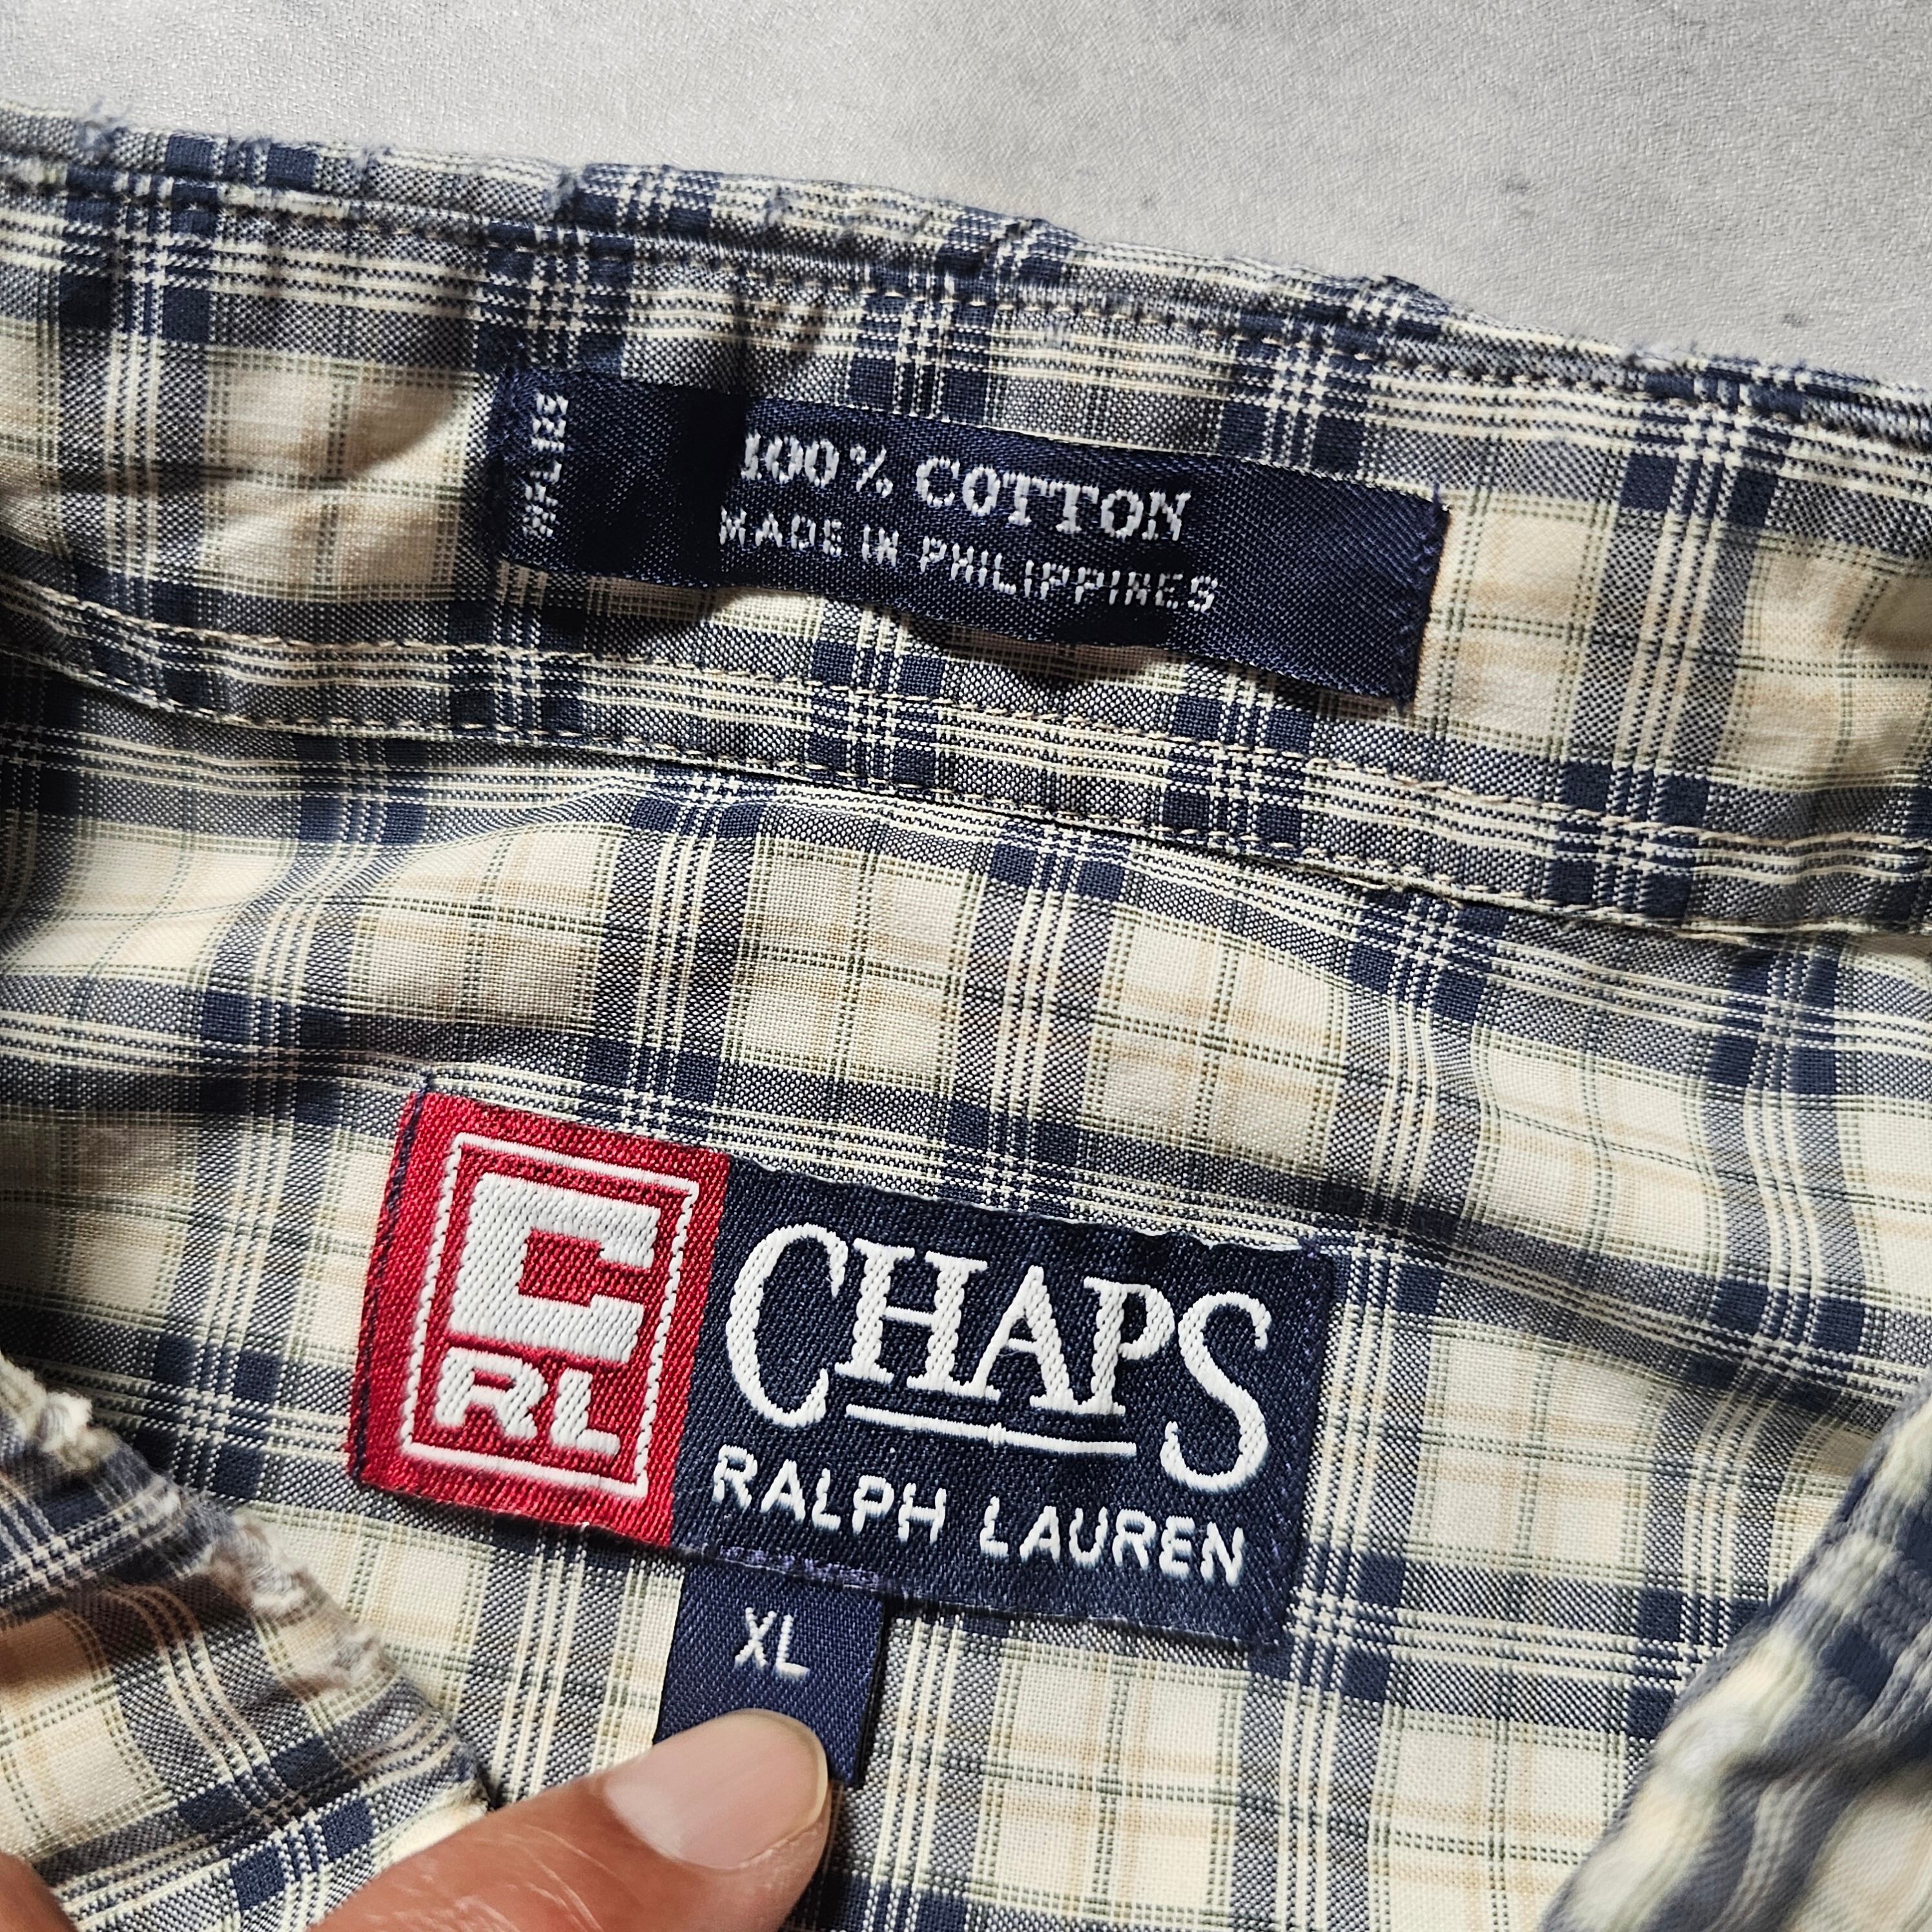 100% COTTON
MADE IN PHILIPPINES
C
RL
CHAPS
RALPH LAUREN
XL